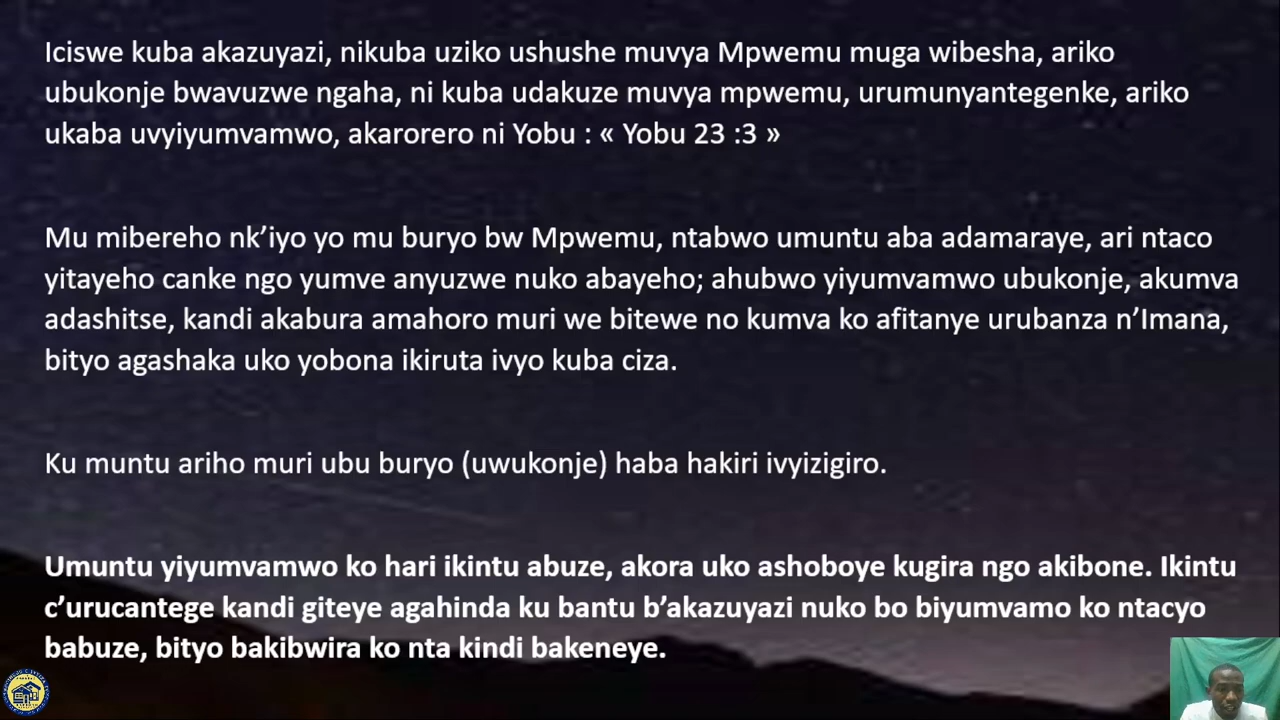 Iciswe kuba akazuyazi, nikuba uziko ushushe muvya Mpwemu muga wibesha, ariko
ubukonje bwavuzwe ngaha, ni kuba udakuze muvya mpwemu, urumunyantegenke, ariko
ukaba uvyiyumvamwo, akarorero ni Yobu : « Yobu 23 :3 »
Mu mibereho nk’iyo yo mu buryo bw Mpwemu, ntabwo umuntu aba adamaraye, ari ntaco
yitayeho canke ngo yumve anyuzwe nuko abayeho; ahubwo yiyumvamwo ubukonje, akumva
adashitse, kandi akabura amahoro muri we bitewe no kumva ko afitanye urubanza n’Imana,
bityo agashaka uko yobona ikiruta ivyo kuba ciza.
Ku muntu ariho muri ubu buryo (uwukonje) haba hakiri ivyizigiro.
Umuntu yiyumvamwo ko hari ikintu abuze, akora uko ashoboye kugira ngo akibone. Ikintu
c’urucantege kandi giteye agahinda ku bantu b’akazuyazi nuko bo biyumvamo ko ntacyo
babuze, bityo bakibwira ko nta kindi bakeneye.